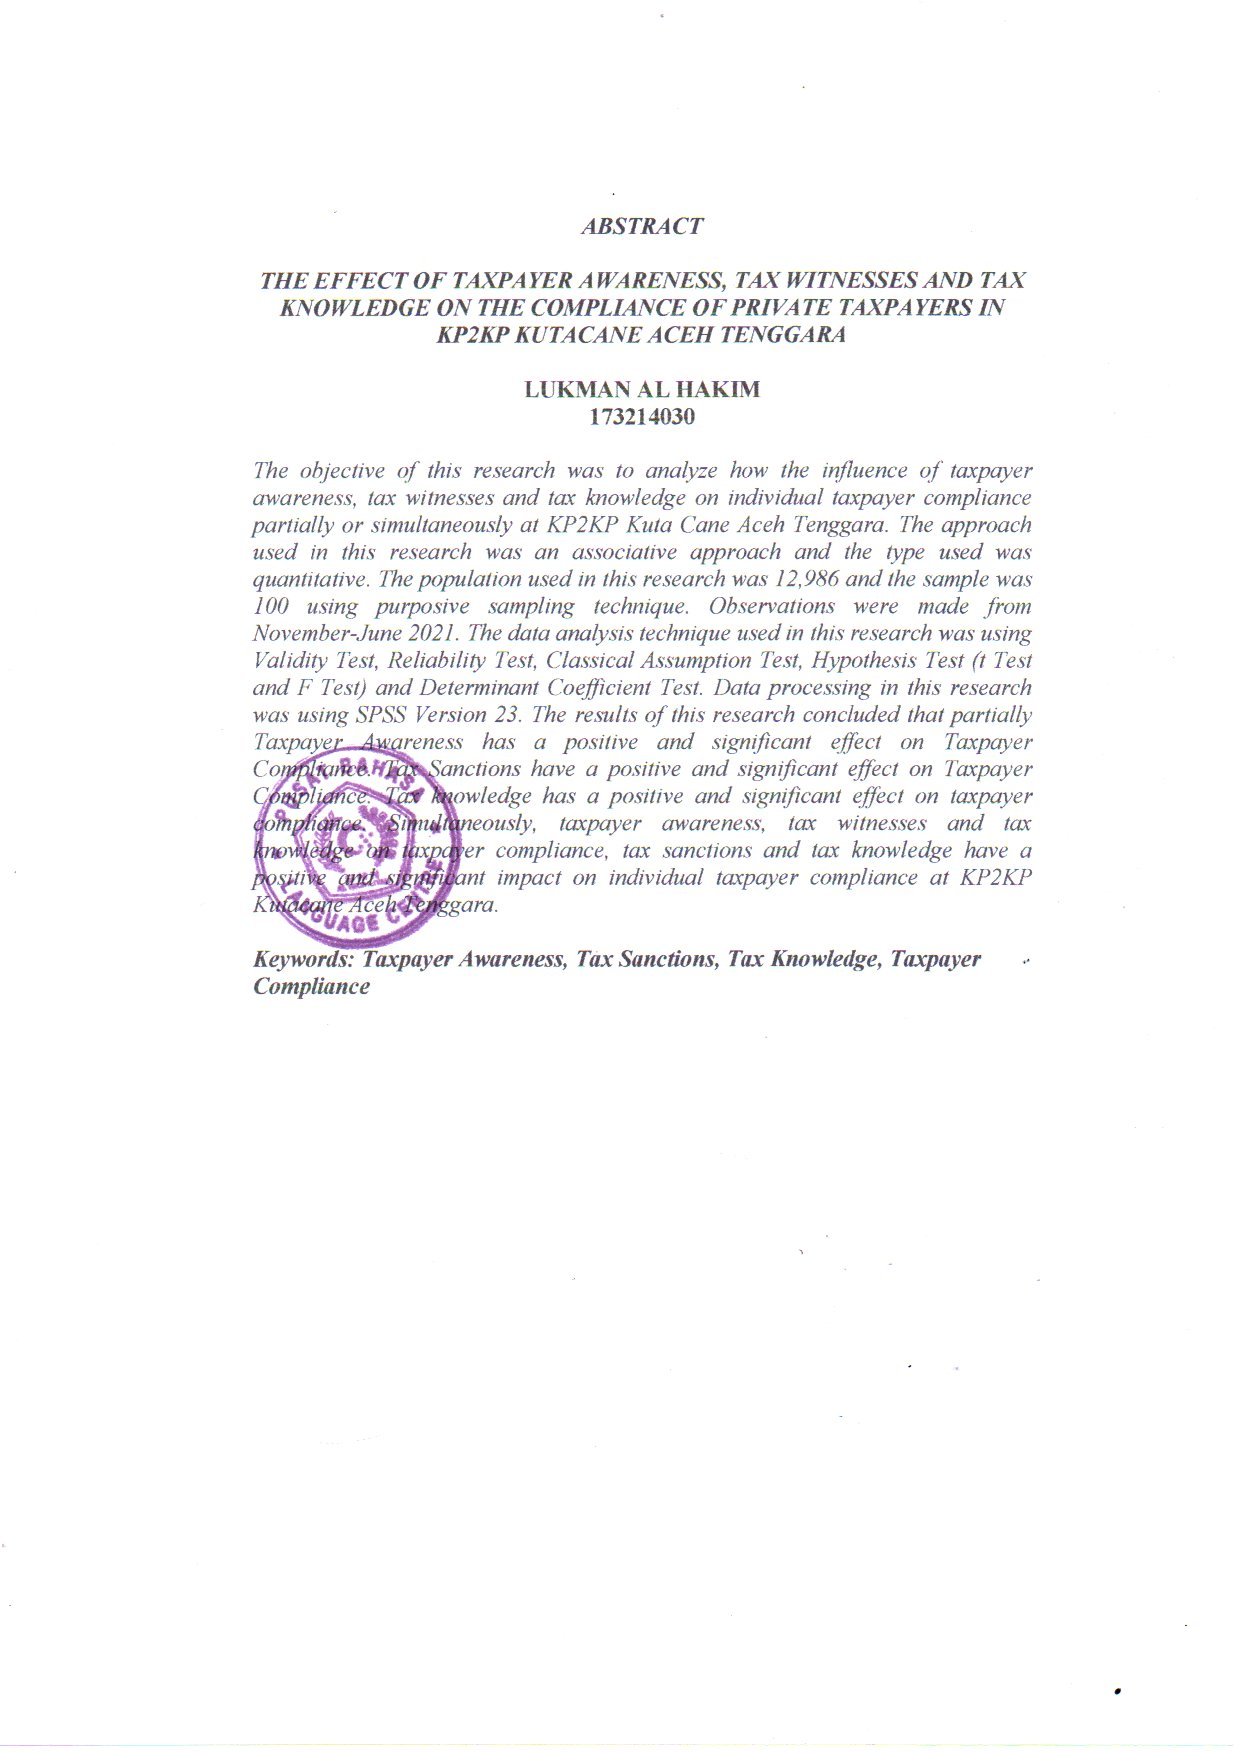 ABSTRACT
THE EFFECT OF TAXPAYER AWARENESS, TAX WITNESSES AND TAX
KNOWLEDGE ON THE COMPLIANCE OF PRIVATE TAXPAYERS IN
KP2KP KUTACANE ACEH TENGGARA
LUKMAN AL HAKIM
173214030
The objective of this research was to analyze how the influence of taxpayer
awareness, tax witnesses and tax knowledge on individual taxpayer compliance
partially or simultaneously at KP2KP Kuta Cane Aceh Tenggara. The approach
used in this research was an associative approach and the type used was
quantitative. The population used in this research was 12,986 and the sample was
100 using purposive sampling technique. Observations were made from
November-June 2021. The data analysis technique used in this research was using
Validity Test, Reliability Test, Classical Assumption Test, Hypothesis Test (t Test
and F Test) and Determinant Coefficient Test. Data processing in this research
was using SPSS Version 23. The results of this research concluded that partially
Taxpayer Awareness has a positive and significant effect on Taxpayer
Compliance. Tax Sanctions have a positive and significant effect on Taxpayer
Compliance. Tax knowledge has a positive and significant effect on taxpayer
compliance. Simultaneously, taxpayer awareness, tax witnesses and tax
knowledge on taxpayer compliance, tax sanctions and tax knowledge have a
positive and significant impact on individual taxpayer compliance at KP2KP
Kutacane Aceh Tenggara.
PUSAT BAHASA
LANGUAGE CENTRE
Keywords: Taxpayer Awareness, Tax Sanctions, Tax Knowledge, Taxpayer
Compliance